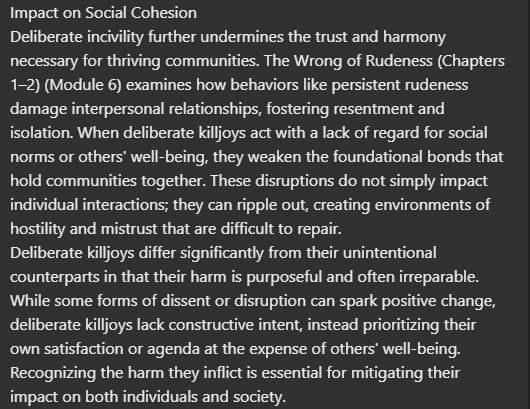 Impact on Social Cohesion
Deliberate incivility further undermines the trust and harmony
necessary for thriving communities. The Wrong of Rudeness (Chapters
1–2) (Module 6) examines how behaviors like persistent rudeness
damage interpersonal relationships, fostering resentment and
isolation. When deliberate killjoys act with a lack of regard for social
norms or others' well-being, they weaken the foundational bonds that
hold communities together. These disruptions do not simply impact
individual interactions; they can ripple out, creating environments of
hostility and mistrust that are difficult to repair.
Deliberate killjoys differ significantly from their unintentional
counterparts in that their harm is purposeful and often irreparable.
While some forms of dissent or disruption can spark positive change,
deliberate killjoys lack constructive intent, instead prioritizing their
own satisfaction or agenda at the expense of others' well-being.
Recognizing the harm they inflict is essential for mitigating their
impact on both individuals and society.